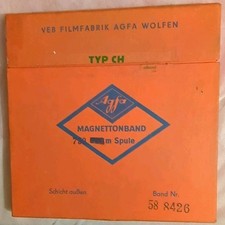 VEB FILMFABRIK AGFA WOLFEN
TYP CH
Agfa
MAGNETTONBAND
m Spule
Schicht außen
Band Nr.
58 8426